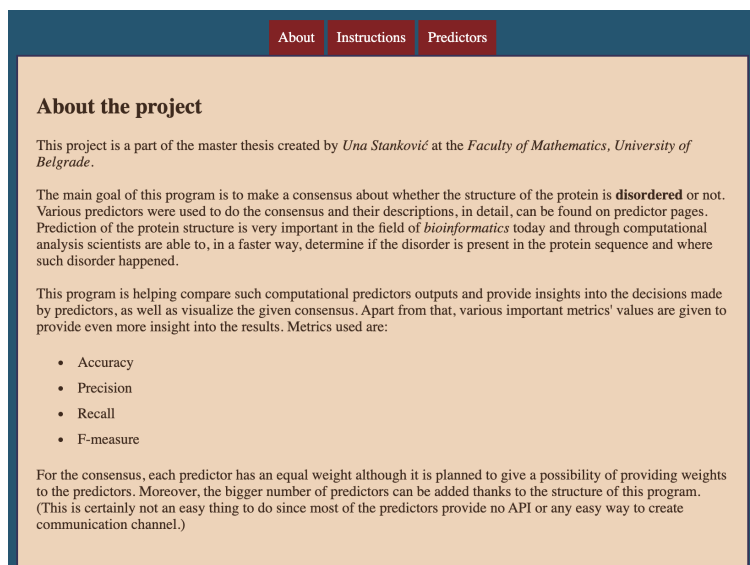 About Instructions Predictors
About the project
This project is a part of the master thesis created by Una Stanković at the Faculty of Mathematics, University of
Belgrade.
The main goal of this program is to make a consensus about whether the structure of the protein is disordered or not.
Various predictors were used to do the consensus and their descriptions, in detail, can be found on predictor pages.
Prediction of the protein structure is very important in the field of bioinformatics today and through computational
analysis scientists are able to, in a faster way, determine if the disorder is present in the protein sequence and where
such disorder happened.
This program is helping compare such computational predictors outputs and provide insights into the decisions made
by predictors, as well as visualize the given consensus. Apart from that, various important metrics' values are given to
provide even more insight into the results. Metrics used are:
• Accuracy
• Precision
• Recall
• F-measure
For the consensus, each predictor has an equal weight although it is planned to give a possibility of providing weights
to the predictors. Moreover, the bigger number of predictors can be added thanks to the structure of this program.
(This is certainly not an easy thing to do since most of the predictors provide no API or any easy way to create
communication channel.)